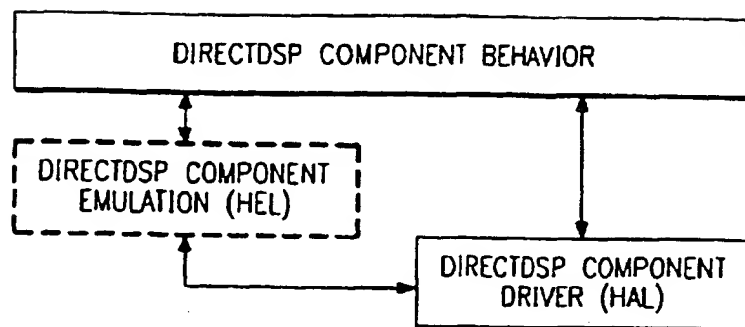 DIRECTDSP COMPONENT BEHAVIOR
DIRECTDSP COMPONENT
EMULATION (HEL)
DIRECTDSP COMPONENT
DRIVER (HAL)